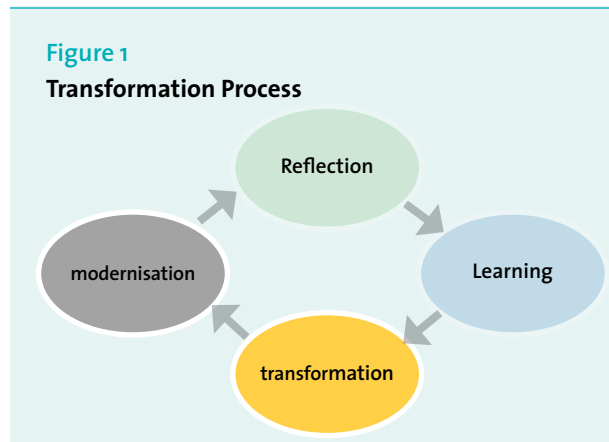 Figure 1
Transformation Process
Reflection
Learning
transformation
modernisation